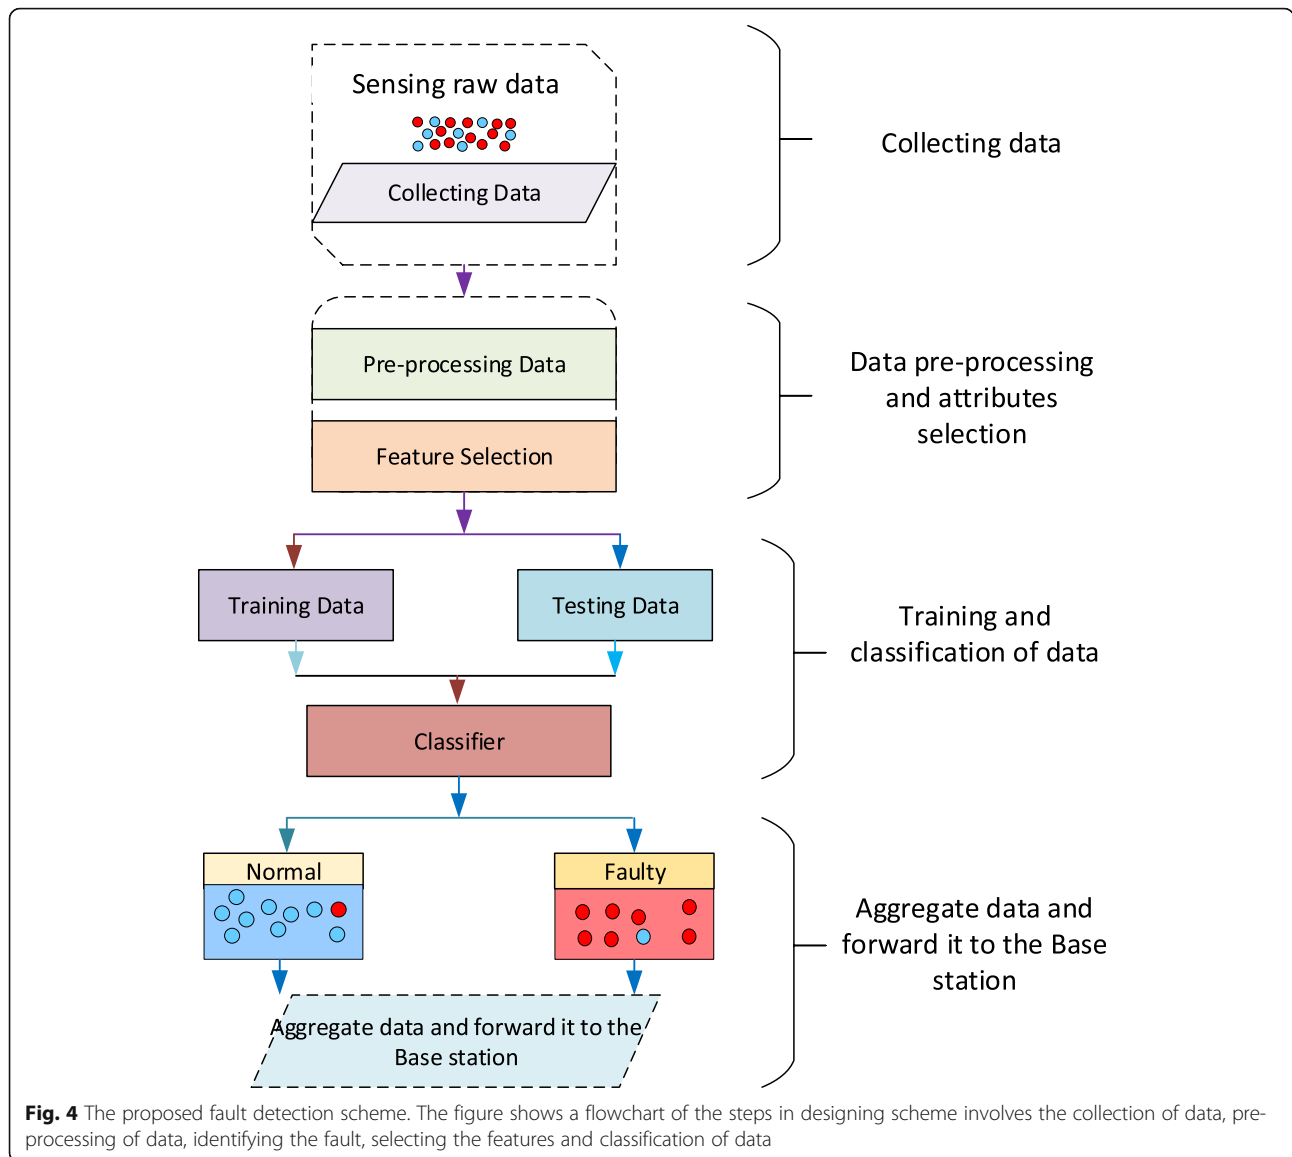 Sensing raw data
Collecting Data
Collecting data
Pre-processing Data
Feature Selection
Data pre-processing
and attributes
selection
Training Data
Testing Data
Classifier
Training and
classification of data
Normal
Faulty
Aggregate data and forward it to the
Base station
Aggregate data and
forward it to the Base
station
Fig. 4 The proposed fault detection scheme. The figure shows a flowchart of the steps in designing scheme involves the collection of data, pre-
processing of data, identifying the fault, selecting the features and classification of data